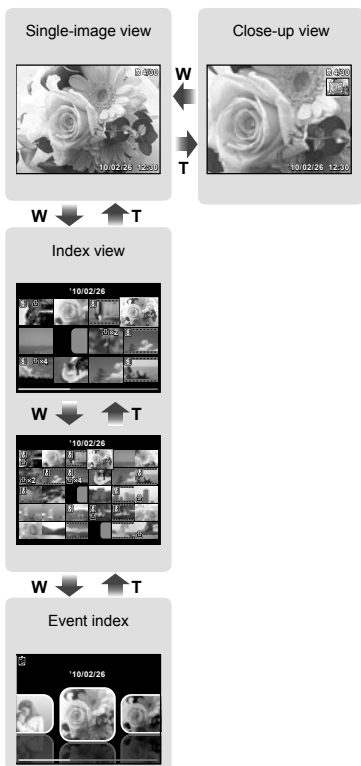 Single-image view
Close-up view
4/30
10/02/26 12:30
W
T
4/30
10/02/26 12:30
W
T
Index view
'10/02/26
×2
×4
W
T
'10/02/26
×2
×4
W
T
Event index
'10/02/26